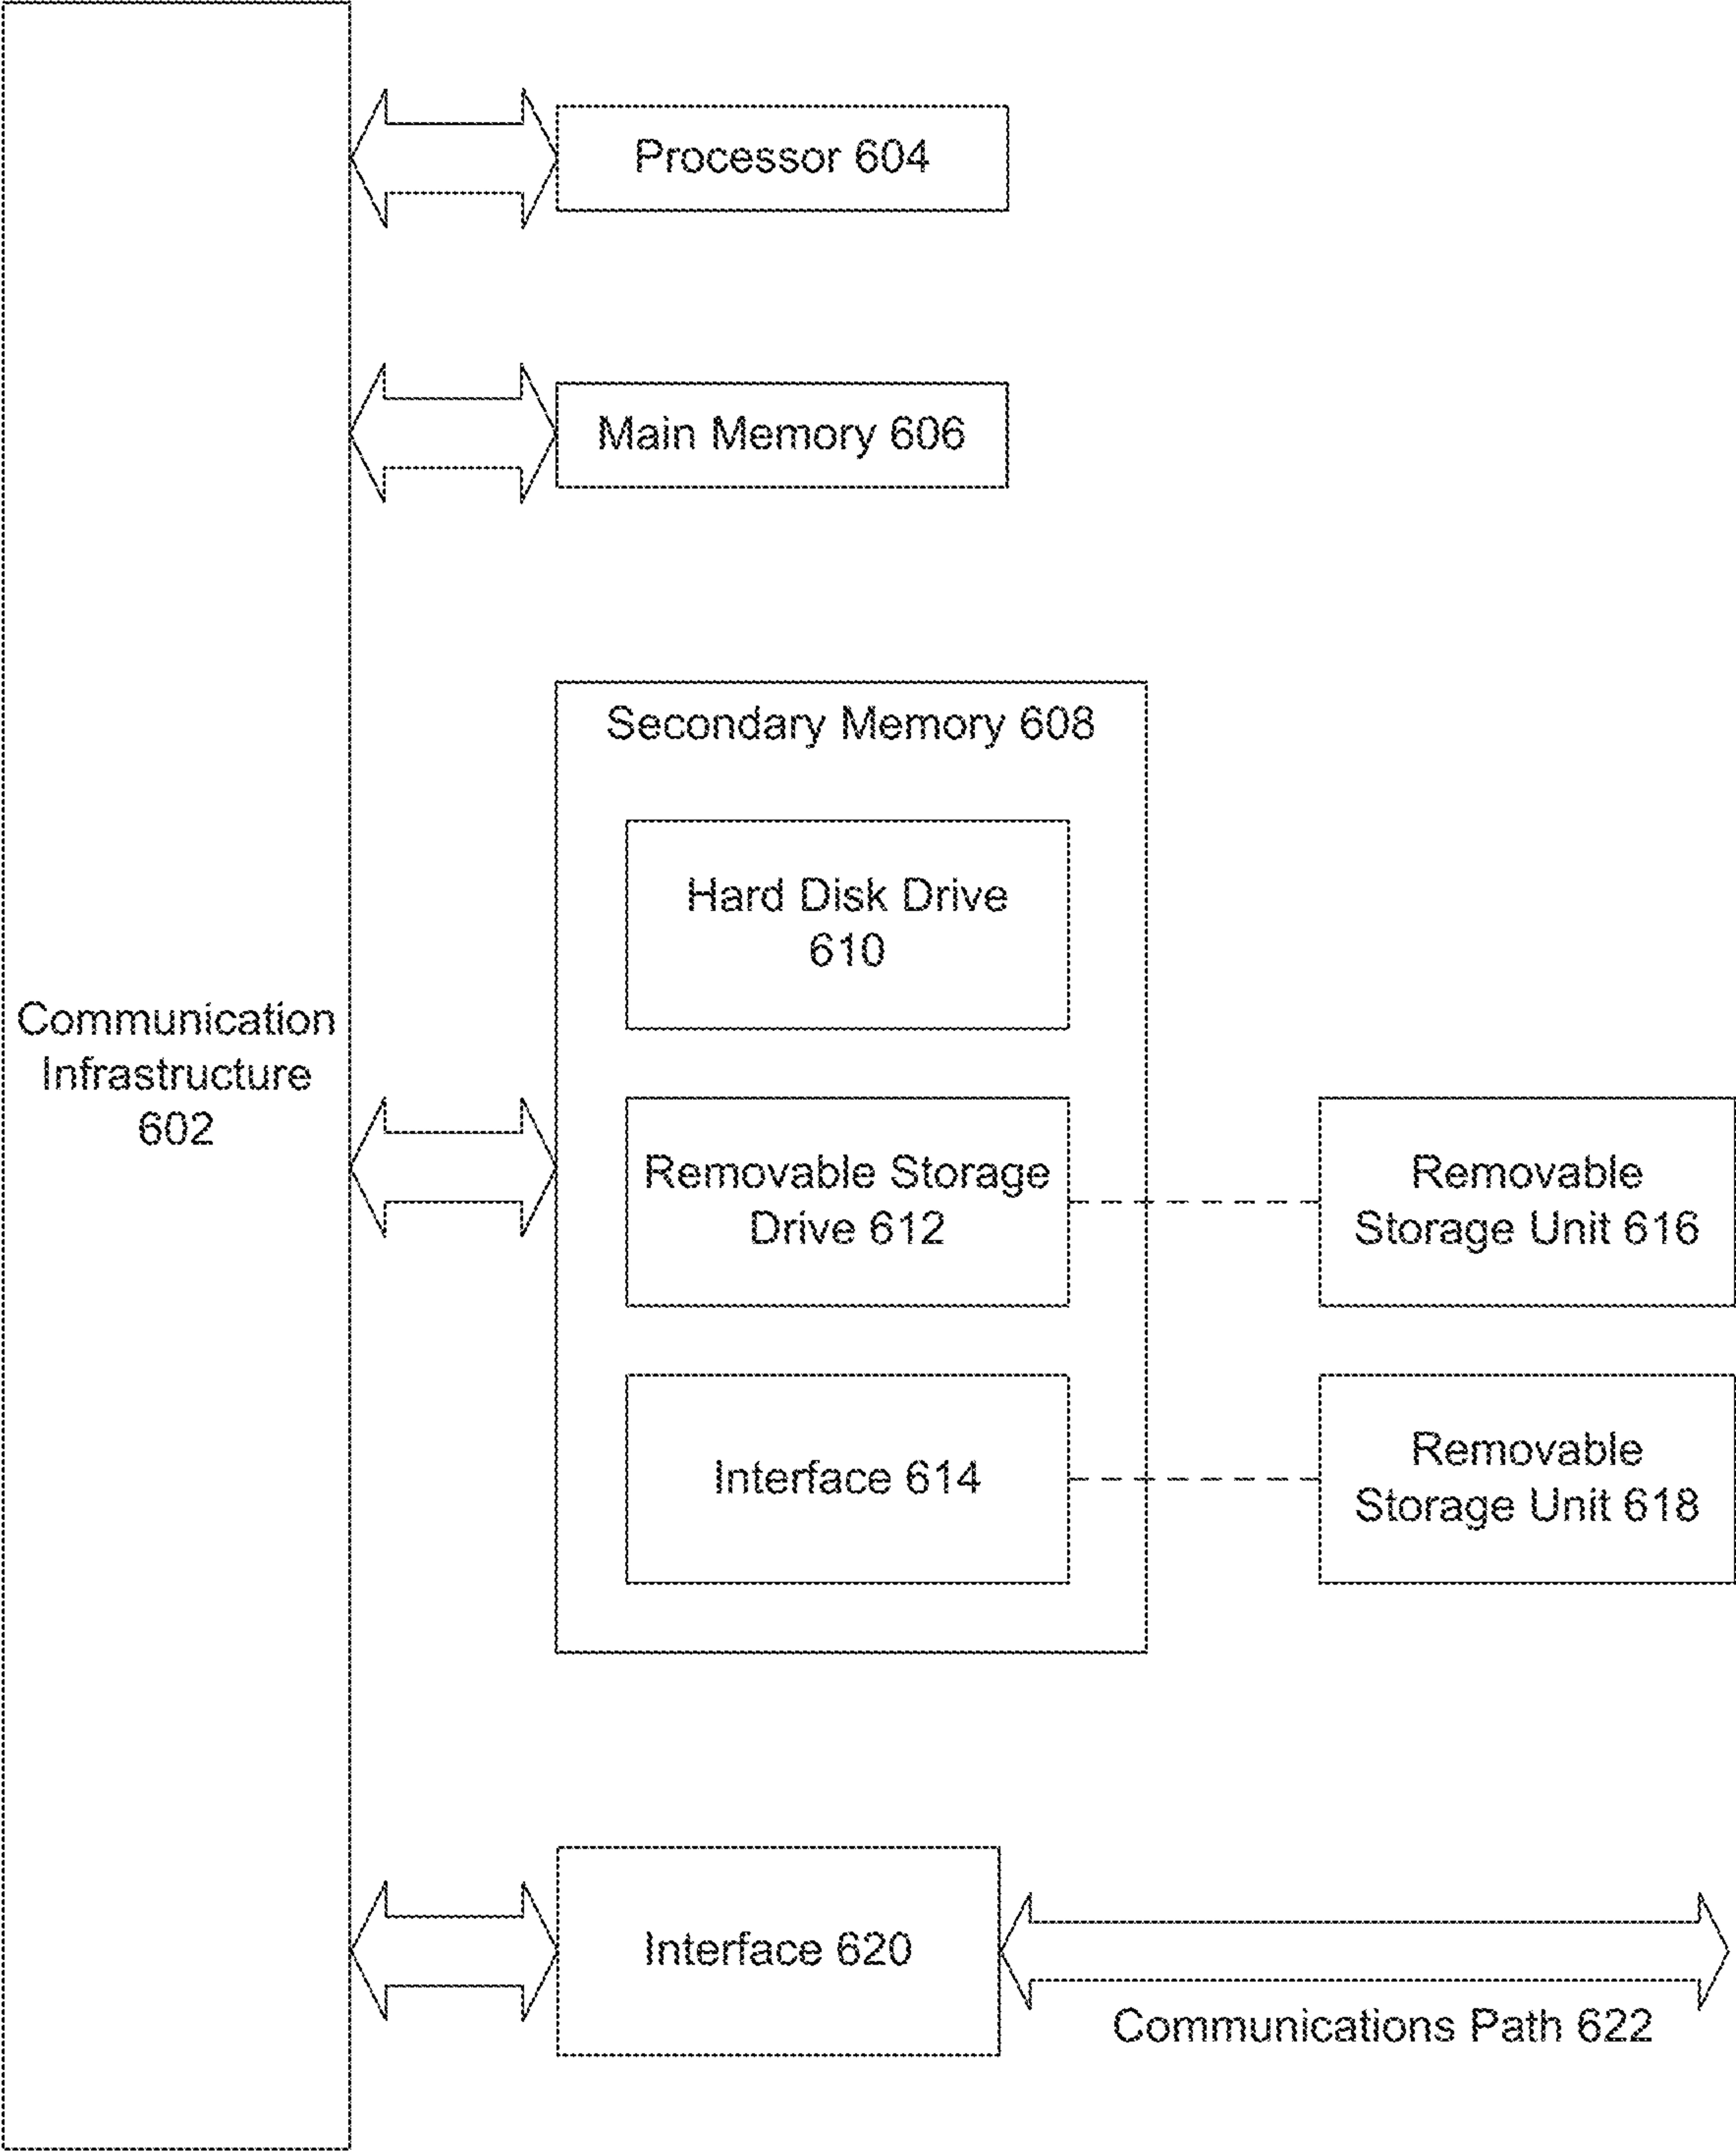 Processor 604
Main Memory 606
Secondary Memory 608
Hard Disk Drive
610
Communication
Infrastructure
602
Removable Storage
Drive 612
Removable
Storage Unit 616
Interface 614
Removable
Storage Unit 618
Interface 620
Communications Path 622